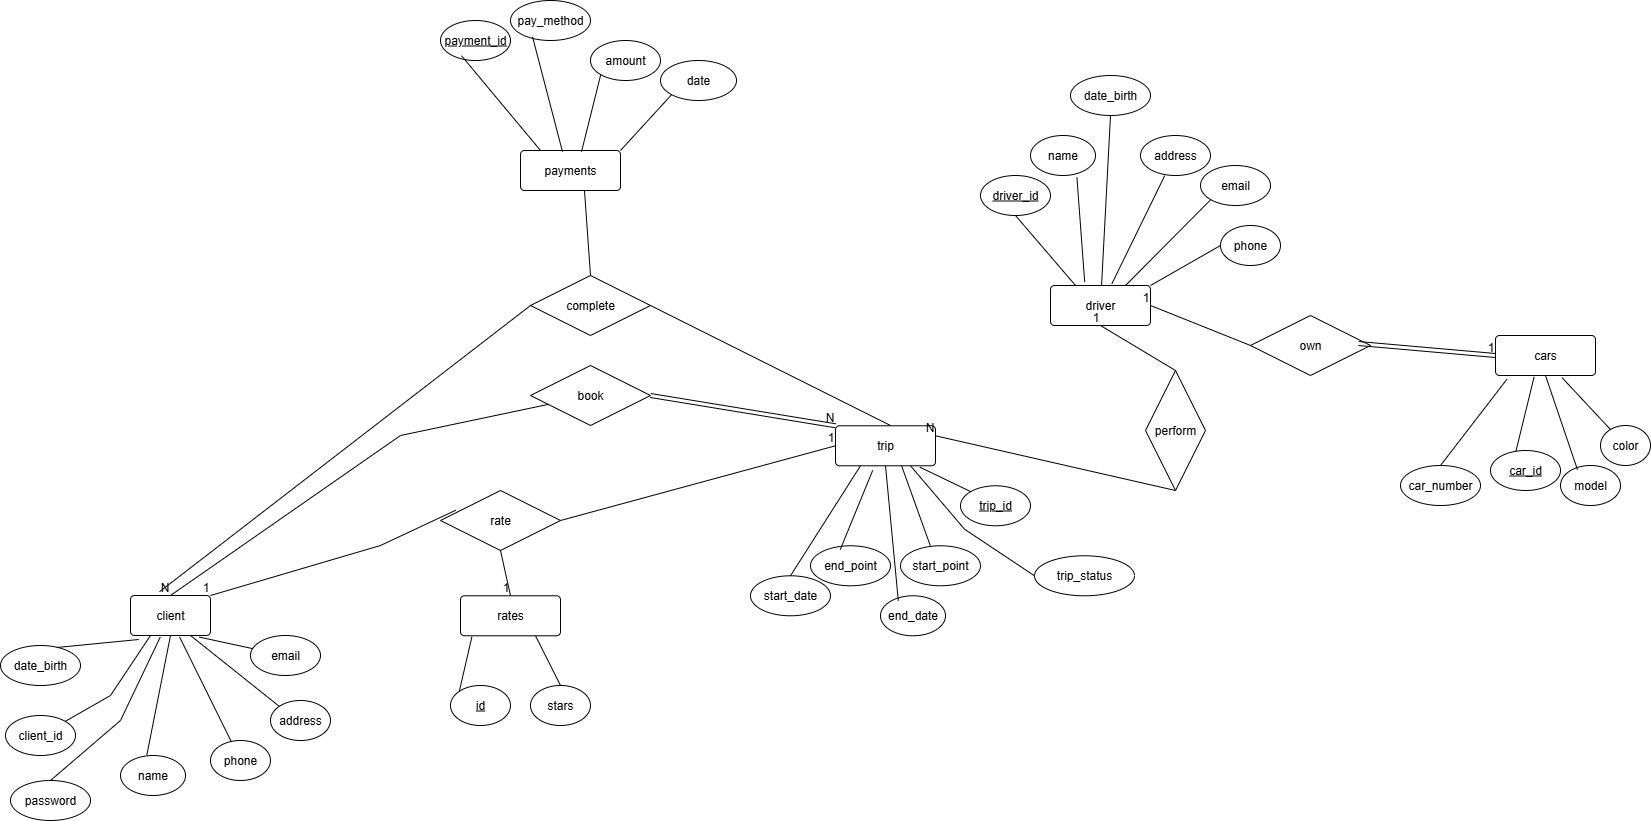 pay_method
payment_id
amount
date
payments
date_birth
name
address
driver_id
email
phone
driver
1
1
complete
own
1
cars
book
N
1
N
trip
perform
color
car_number
car_id
model
rate
trip_id
end_point
start_point
trip_status
start_date
end_date
N
1
1
client
rates
date_birth
email
id
stars
client_id
address
phone
name
password